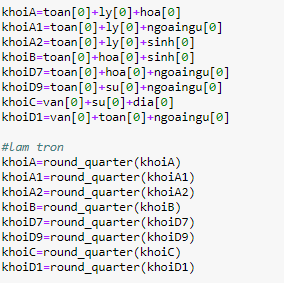 khoiA=toan[0]+ly[0]+hoa[0]
khoiA1=toan[0]+ly[0]+ngoaingu[0]
khoiA2=toan[0]+ly[0]+sinh[0]
khoiB=toan[0]+hoa[0]+sinh[0]
khoiD7=toan[0]+hoa[0]+ngoaingu[0]
khoiD9=toan[0]+su[0]+ngoaingu[0]
khoiC=van[0]+su[0]+dia[0]
khoiD1=van[0]+toan[0]+ngoaingu[0]
#lam tron
khoiA=round_quarter(khoiA)
khoiA1=round_quarter(khoiA1)
khoiA2=round_quarter(khoiA2)
khoiB=round_quarter(khoiB)
khoiD7=round_quarter(khoiD7)
khoiD9=round_quarter(khoiD9)
khoiC=round_quarter(khoiC)
khoiD1=round_quarter(khoiD1)